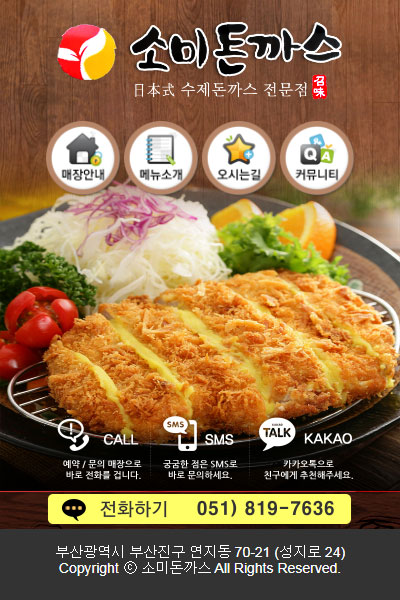 소미돈까스
日本式 수제돈까스 전문점 召味
매장안내 메뉴소개 오시는길 커뮤니티
Q A
SMS TALK
CALL SMS KAKAO
예약 / 문의 매장으로 궁금한 점은 SMS로 카카오톡으로
바로 전화를 겁니다. 바로 문의하세요. 친구에게 추천해주세요.
전화하기 051) 819-7636
부산광역시 부산진구 연지동 70-21 (성지로 24)
Copyright ⓒ 소미돈까스 All Rights Reserved.